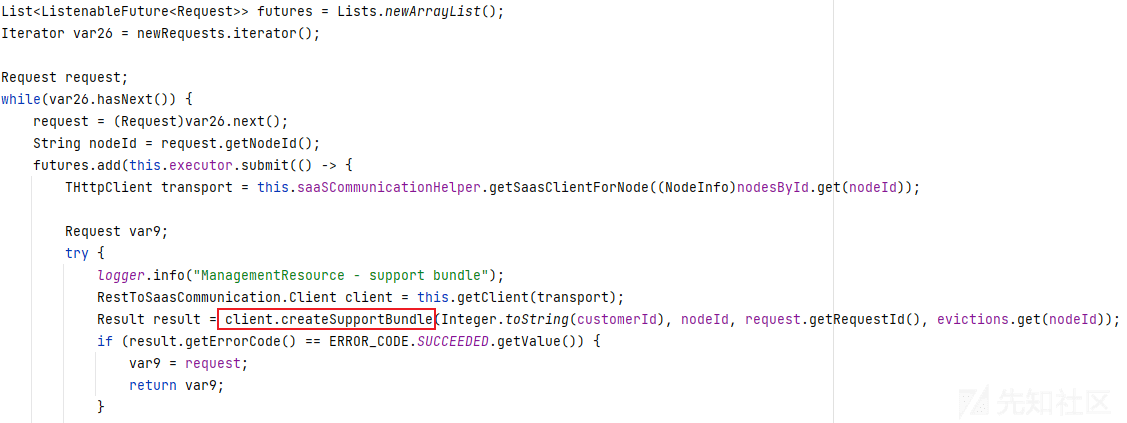 List<ListenableFuture<Request>> futures = Lists.newArrayList();
Iterator var26 = newRequests.iterator();
Request request;
while(var26.hasNext()) {
request = (Request)var26.next();
String nodeId = request.getNodeId();
futures.add(this.executor.submit(() -> {
THttpClient transport = this.saaSCommunicationHelper.getSaasClientForNode((NodeInfo)nodesById.get(nodeId));
Request var9;
try {
logger.info("ManagementResource - support bundle");
RestToSaasCommunication.Client client = this.getClient(transport);
Result result = client.createSupportBundle(Integer.toString(customerId), nodeId, request.getRequestId(), evictions.get(nodeId));
if (result.getErrorCode() == ERROR_CODE.SUCCEEDED.getValue()) {
var9 = request;
return var9;
}
先知社区